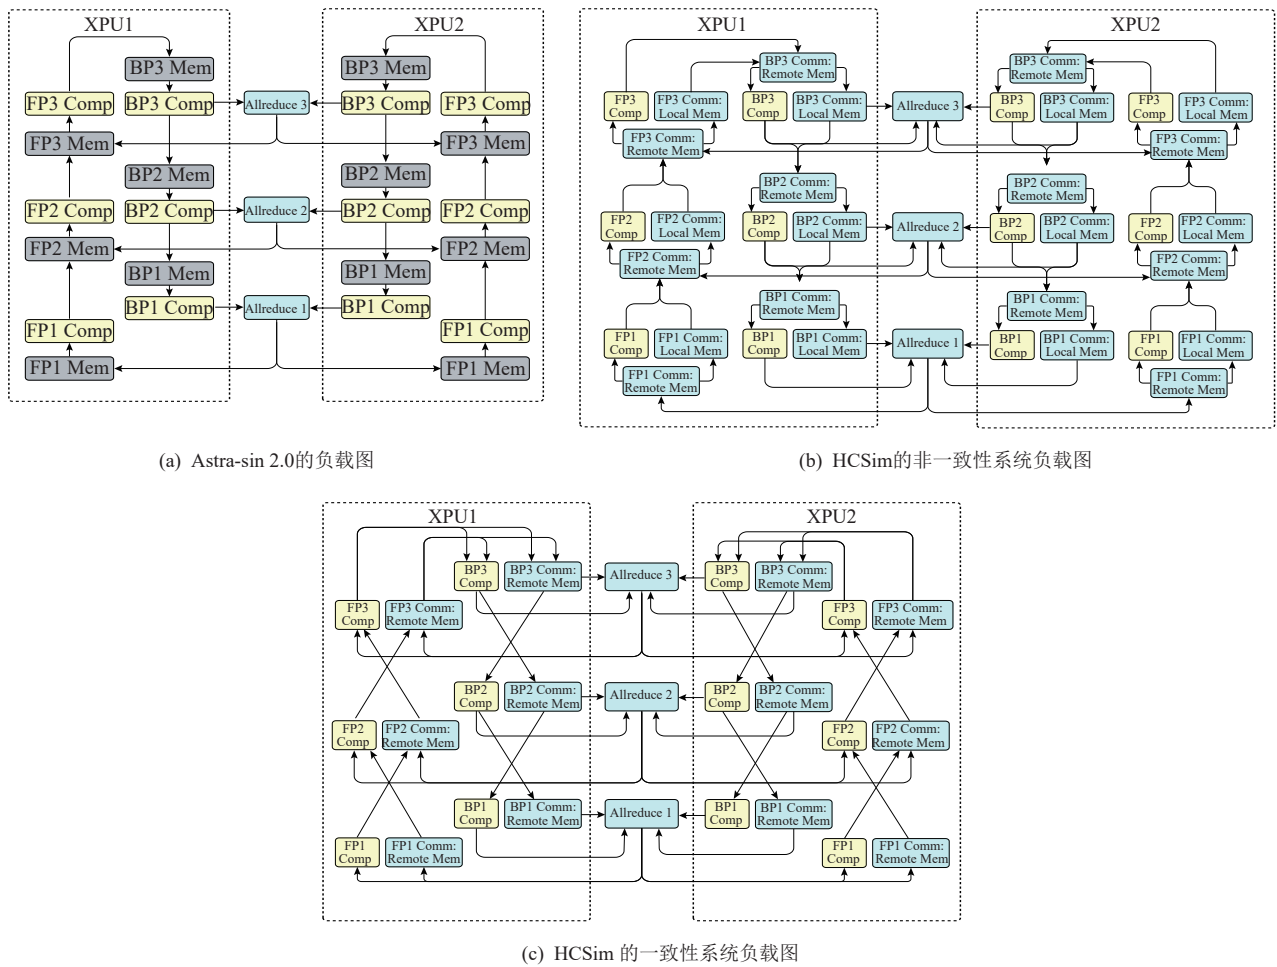 XPU1
XPU2
BP3 Mem
BP3 Mem
FP3 Comp
BP3 Comp
Allreduce 3
BP3 Comp
FP3 Comp
FP3 Mem
FP3 Mem
BP2 Mem
BP2 Mem
FP2 Comp
BP2 Comp
Allreduce 2
BP2 Comp
FP2 Comp
FP2 Mem
FP2 Mem
BP1 Mem
BP1 Mem
BP1 Comp
Allreduce 1
BP1 Comp
FP1 Comp
FP1 Comp
FP1 Mem
FP1 Mem
(a) Astra-sin 2.0的负载图
XPU1
XPU2
BP3 Comm:
Remote Mem
BP3 Comm:
Remote Mem
FP3
Comp
FP3 Comm:
Local Mem
BP3
Comp
BP3 Comm:
Local Mem
Allreduce 3
BP3
Comp
BP3 Comm:
Local Mem
FP3
Comp
FP3 Comm:
Local Mem
FP3 Comm:
Remote Mem
FP3 Comm:
Remote Mem
BP2 Comm:
Remote Mem
BP2 Comm:
Remote Mem
FP2
Comp
FP2 Comm:
Local Mem
BP2
Comp
BP2 Comm:
Local Mem
Allreduce 2
BP2
Comp
BP2 Comm:
Local Mem
FP2
Comp
FP2 Comm:
Local Mem
FP2 Comm:
Remote Mem
FP2 Comm:
Remote Mem
BP1 Comm:
Remote Mem
BP1 Comm:
Remote Mem
FP1
Comp
FP1 Comm:
Local Mem
BP1
Comp
BP1 Comm:
Local Mem
Allreduce 1
BP1
Comp
BP1 Comm:
Local Mem
FP1
Comp
FP1 Comm:
Local Mem
FP1 Comm:
Remote Mem
FP1 Comm:
Remote Mem
(b) HCSim的非一致性系统负载图
XPU1
XPU2
BP3
Comp
BP3 Comm:
Remote Mem
Allreduce 3
BP3
Comp
BP3 Comm:
Remote Mem
FP3
Comp
FP3 Comm:
Remote Mem
FP3
Comp
FP3 Comm:
Remote Mem
BP2
Comp
BP2 Comm:
Remote Mem
Allreduce 2
BP2
Comp
BP2 Comm:
Remote Mem
FP2
Comp
FP2 Comm:
Remote Mem
FP2
Comp
FP2 Comm:
Remote Mem
BP1
Comp
BP1 Comm:
Remote Mem
Allreduce 1
BP1
Comp
BP1 Comm:
Remote Mem
FP1
Comp
FP1 Comm:
Remote Mem
FP1
Comp
FP1 Comm:
Remote Mem
(c) HCSim 的一致性系统负载图